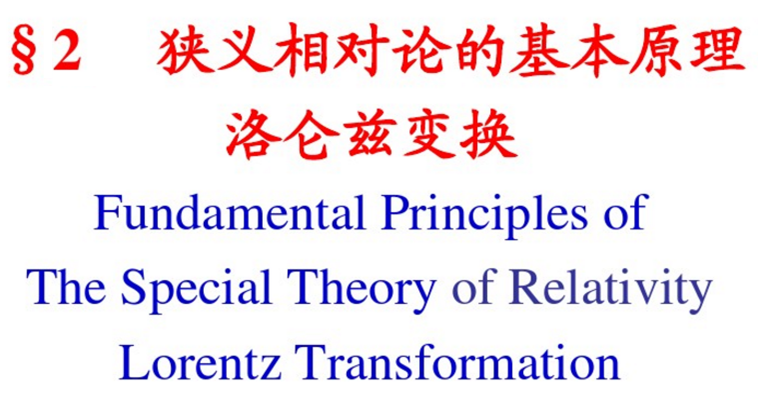 §2 狭义相对论的基本原理
洛仑兹变换
Fundamental Principles of
The Special Theory of Relativity
Lorentz Transformation